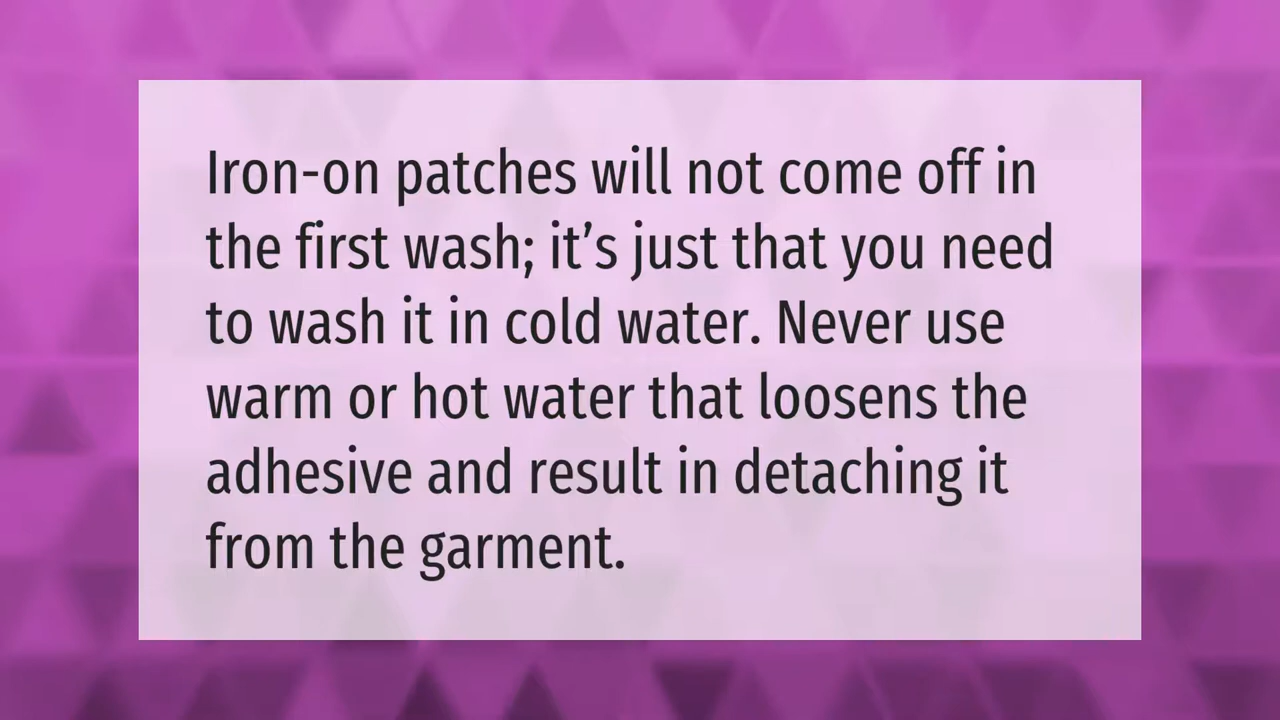 Iron-on patches will not come off in
the first wash; it’s just that you need
to wash it in cold water. Never use
warm or hot water that loosens the
adhesive and result in detaching it
from the garment.